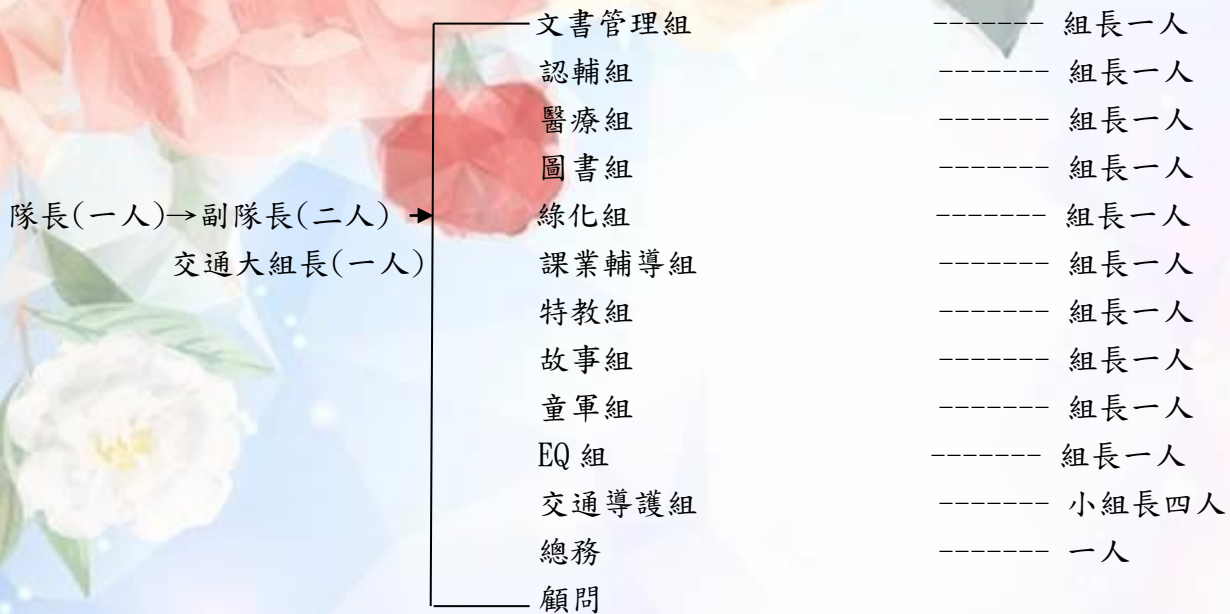 文書管理組 ------- 組長一人
認輔組 ------- 組長一人
醫療組 ------- 組長一人
圖書組 ------- 組長一人
隊長(一人)→副隊長(二人) 綠化組 ------- 組長一人
交通大組長(一人) 課業輔導組 ------- 組長一人
特教組 ------- 組長一人
故事組 ------- 組長一人
童軍組 ------- 組長一人
EQ組 ------- 組長一人
交通導護組 ------- 小組長四人
總務 ------- 一人
顧問